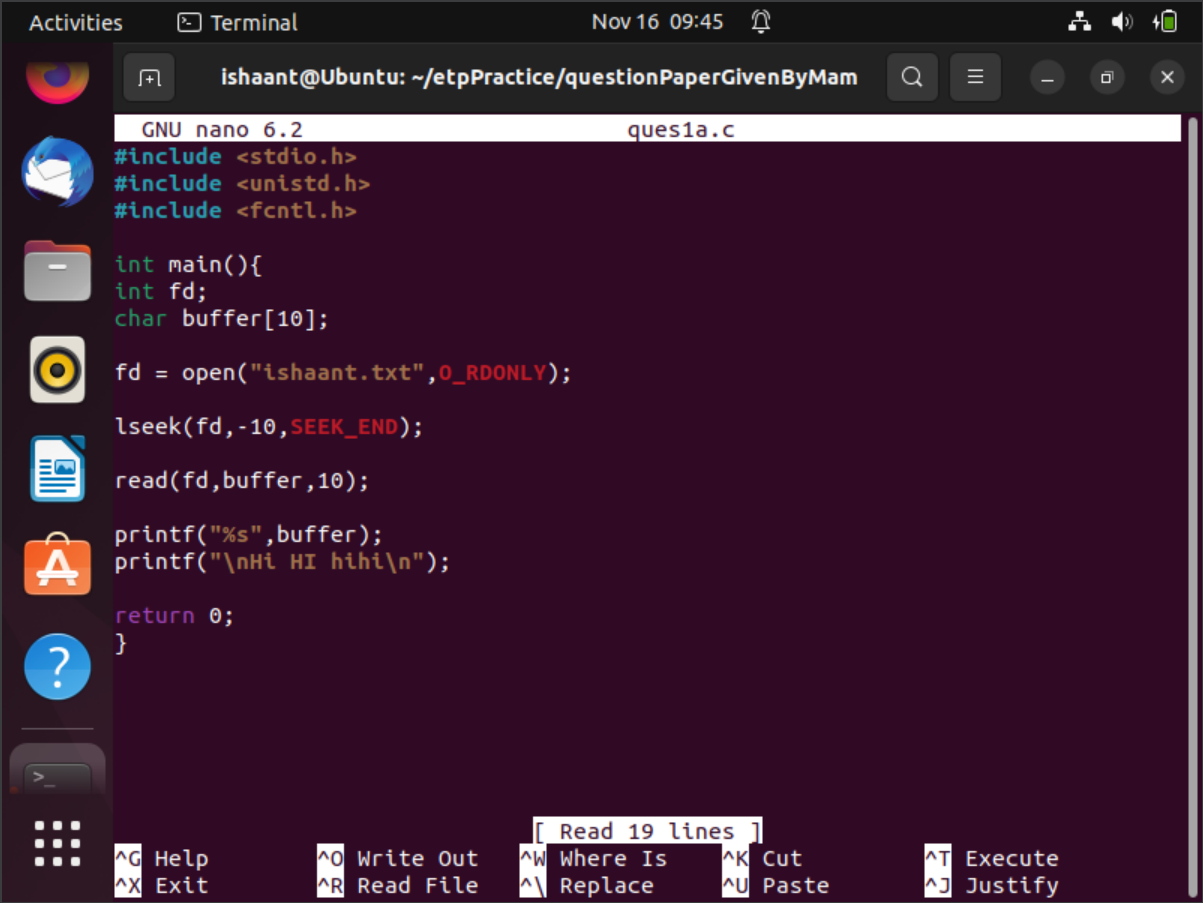 Activities Terminal Nov 16 09:45
ishaant@Ubuntu: ~/etpPractice/questionPaperGivenByMam
GNU nano 6.2 ques1a.c
#include <stdio.h>
#include <unistd.h>
#include <fcntl.h>
int main(){
int fd;
char buffer[10];
fd = open("ishaant.txt",O_RDONLY);
lseek(fd,-10,SEEK_END);
read(fd,buffer,10);
printf("%s",buffer);
printf("\nHi HI hihi\n");
return 0;
}
[ Read 19 lines ]
^G Help ^O Write Out ^W Where Is ^K Cut ^T Execute
^X Exit ^R Read File ^\ Replace ^U Paste ^J Justify